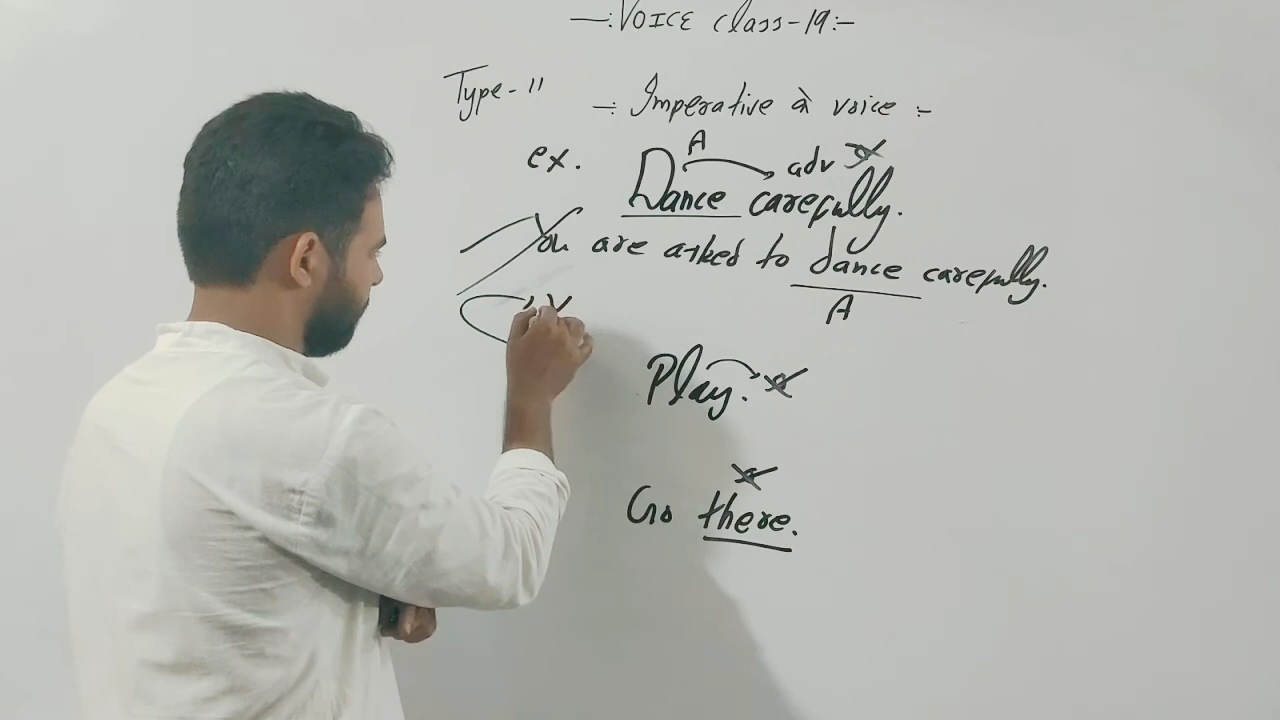 —:VOICE Class-19:—
Type-11 —: Imperative à voice :-
A
adv
ex. Dance carefully.
You are asked to dance carefully.
A
Play.
Go there.